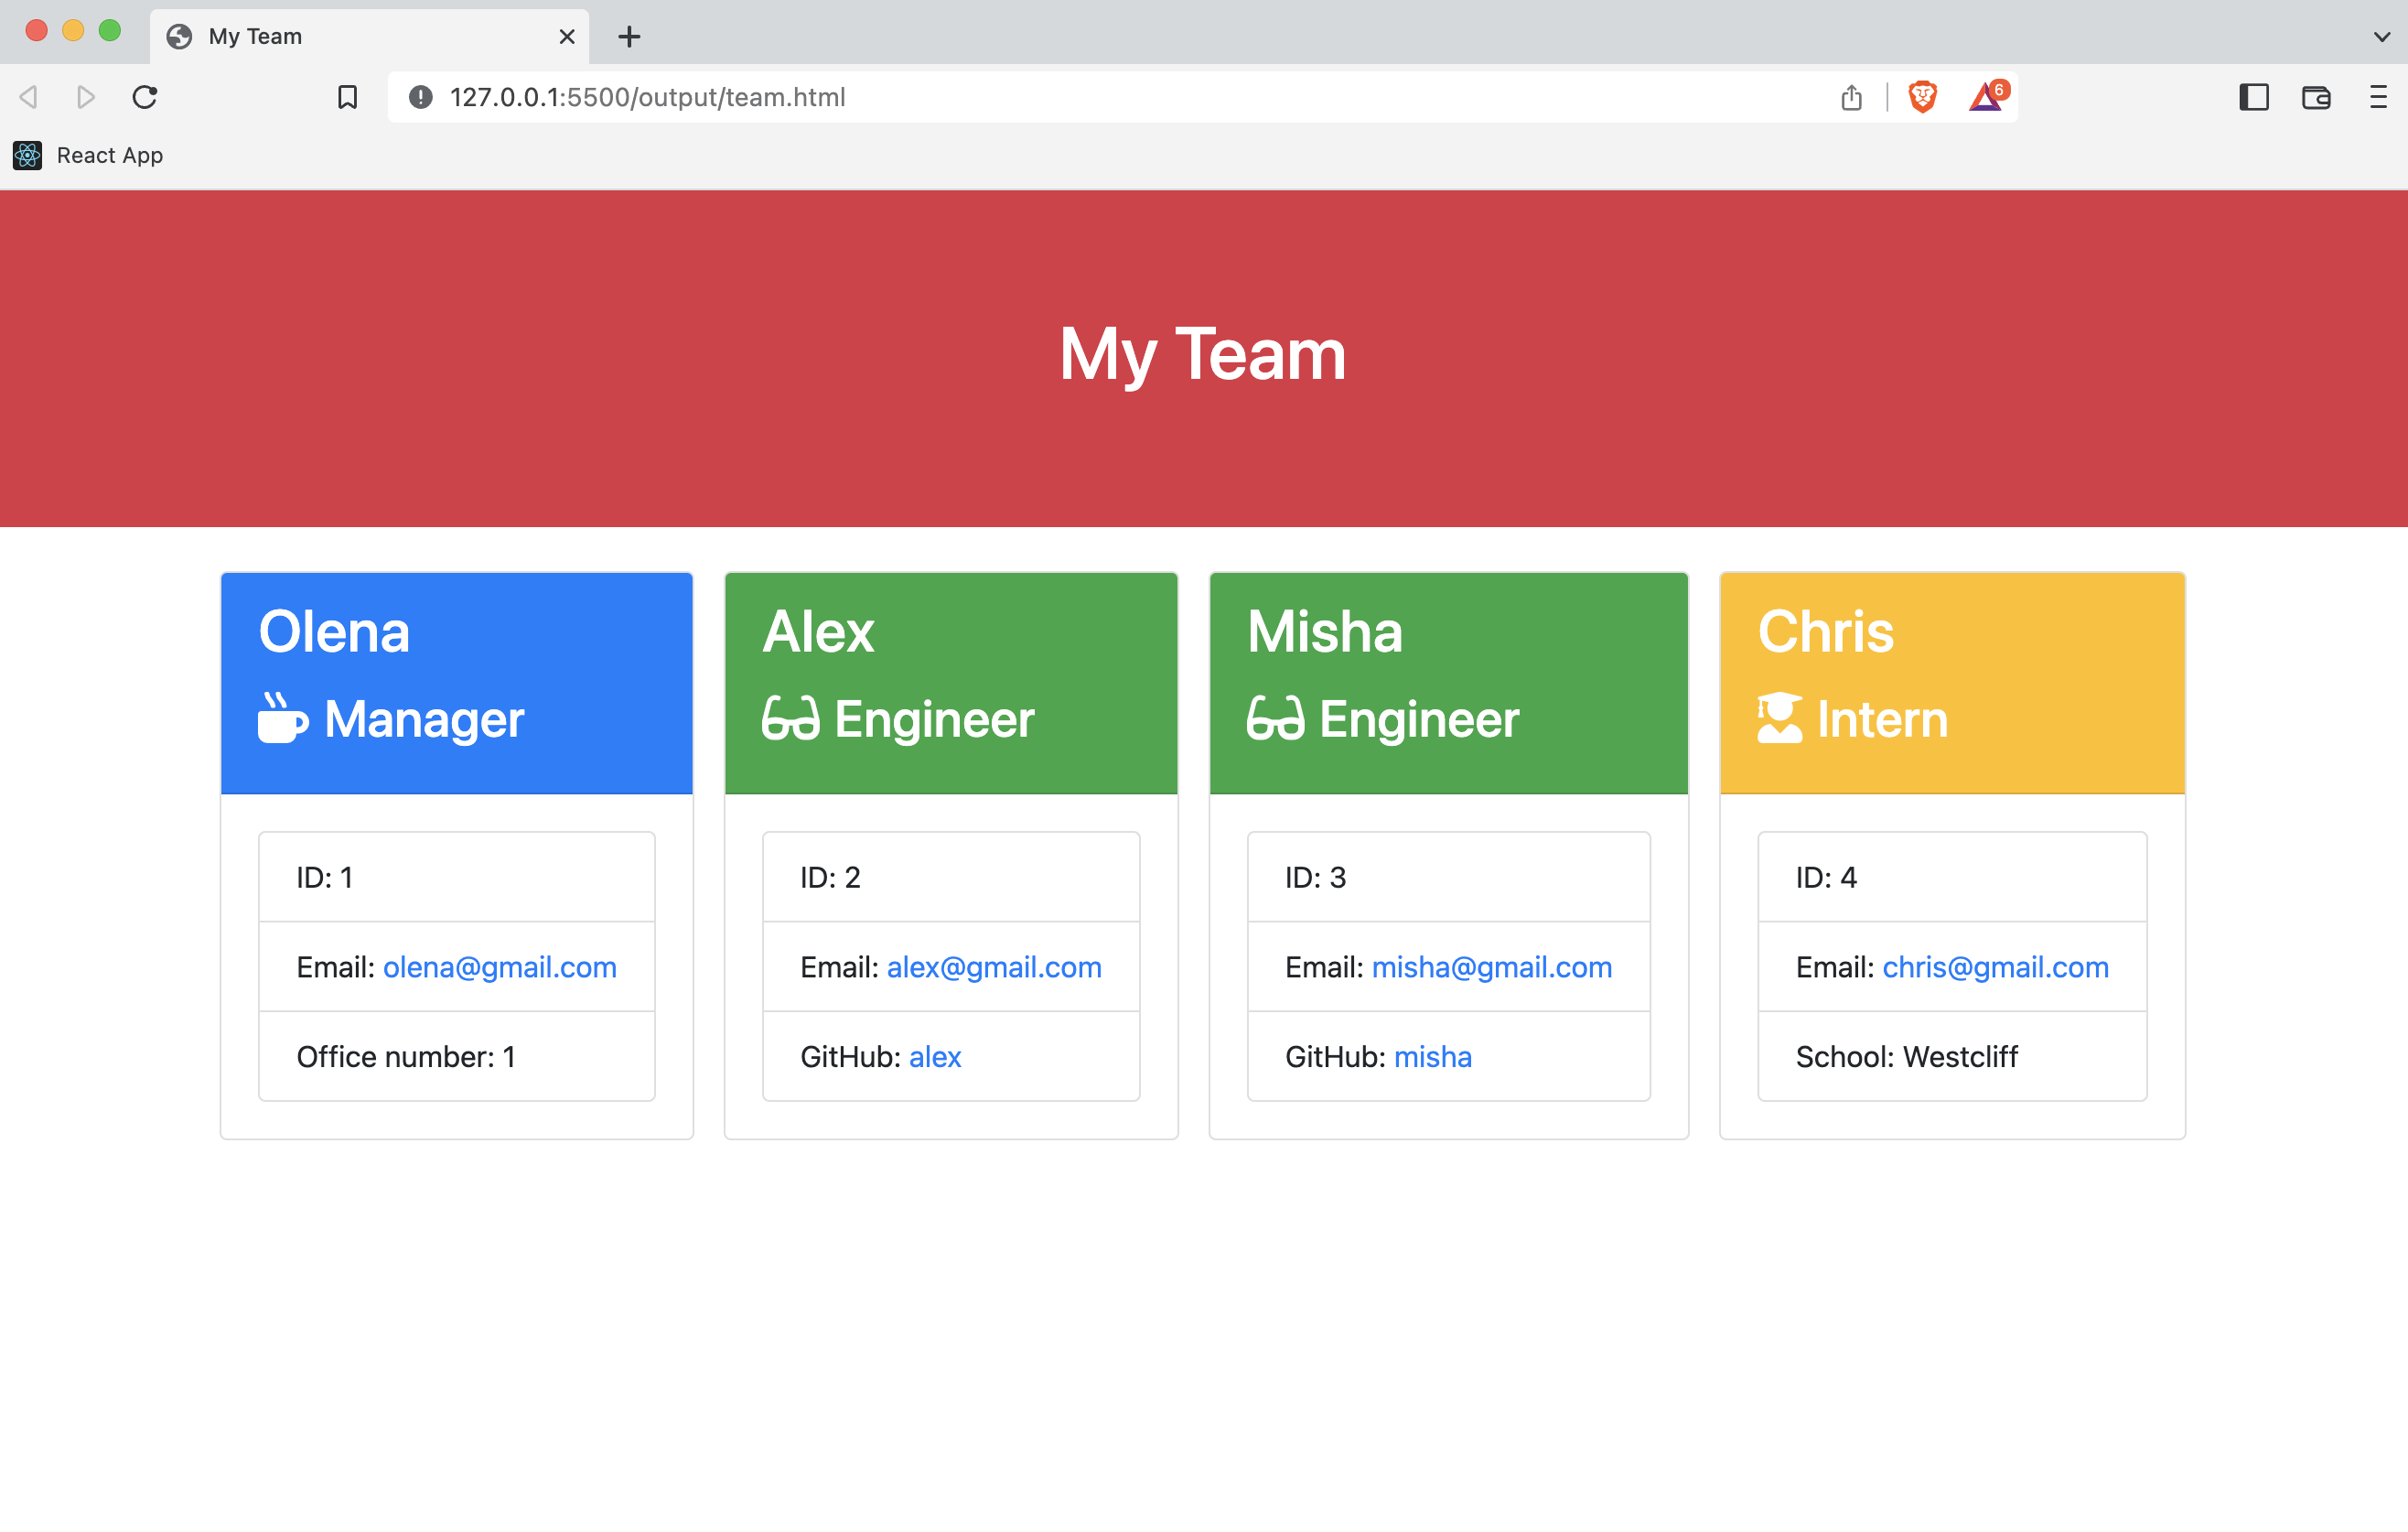 My Team
127.0.0.1:5500/output/team.html
6
React App
My Team
Olena
Manager
ID: 1
Email: olena@gmail.com
Office number: 1
Alex
Engineer
ID: 2
Email: alex@gmail.com
GitHub: alex
Misha
Engineer
ID: 3
Email: misha@gmail.com
GitHub: misha
Chris
Intern
ID: 4
Email: chris@gmail.com
School: Westcliff